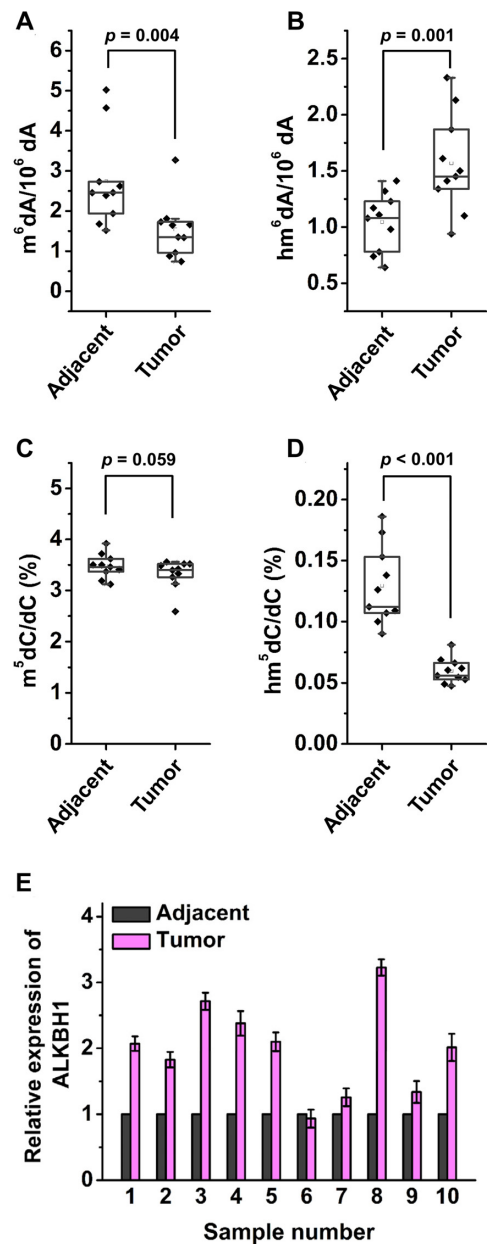 A
p = 0.004
m⁶dA/10⁶ dA
6
5
4
3
2
1
0
Adjacent
Tumor
B
p = 0.001
hm⁶dA/10⁶ dA
2.5
2.0
1.5
1.0
0.5
Adjacent
Tumor
C
p = 0.059
m⁵dC/dC (%)
5
4
3
2
1
0
Adjacent
Tumor
D
p < 0.001
hm⁵dC/dC (%)
0.20
0.15
0.10
0.05
0.00
Adjacent
Tumor
E
Adjacent
Tumor
Relative expression of
ALKBH1
4
3
2
1
0
1 2 3 4 5 6 7 8 9 10
Sample number